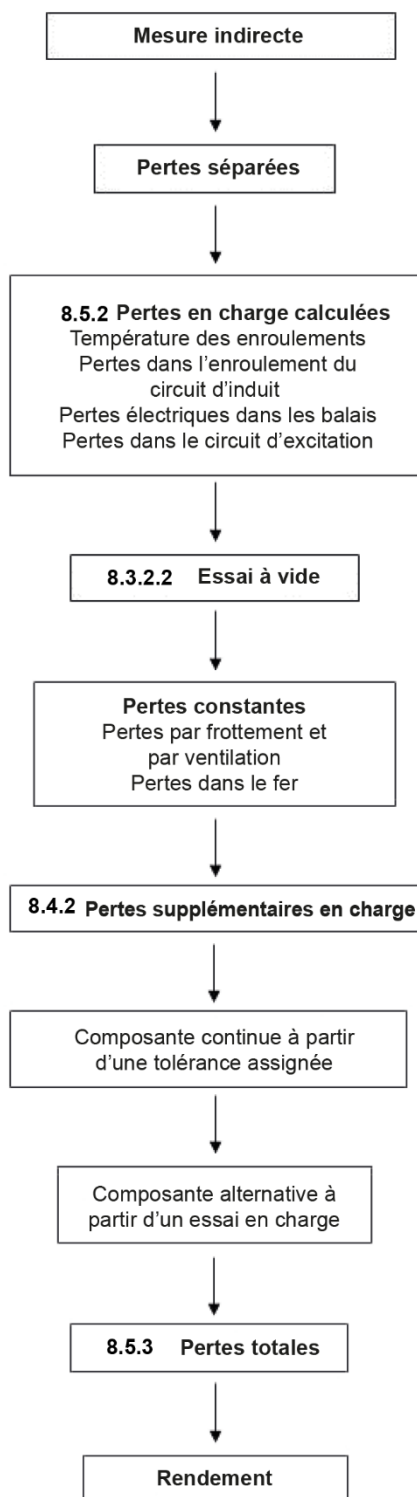 Mesure indirecte
Pertes séparées
8.5.2 Pertes en charge calculées
Température des enroulements
Pertes dans l'enroulement du
circuit d'induit
Pertes électriques dans les balais
Pertes dans le circuit d'excitation
8.3.2.2 Essai à vide
Pertes constantes
Pertes par frottement et
par ventilation
Pertes dans le fer
8.4.2 Pertes supplémentaires en charge
Composante continue à partir
d'une tolérance assignée
Composante alternative à
partir d'un essai en charge
8.5.3 Pertes totales
Rendement